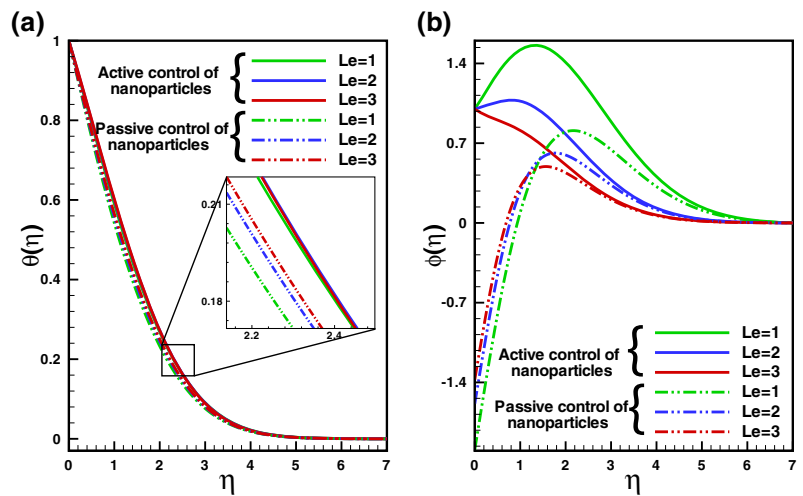 (a)
θ(η)
1
0.8
0.6
0.4
0.2
0
0 1 2 3 4 5 6 7
η
Active control of
nanoparticles
{
Le=1
Le=2
Le=3
Passive control of
nanoparticles
{
Le=1
Le=2
Le=3
0.21
0.18
2.2 2.4
(b)
ϕ(η)
1.4
0.7
0
-0.7
-1.4
0 1 2 3 4 5 6 7
η
Active control of
nanoparticles
{
Le=1
Le=2
Le=3
Passive control of
nanoparticles
{
Le=1
Le=2
Le=3